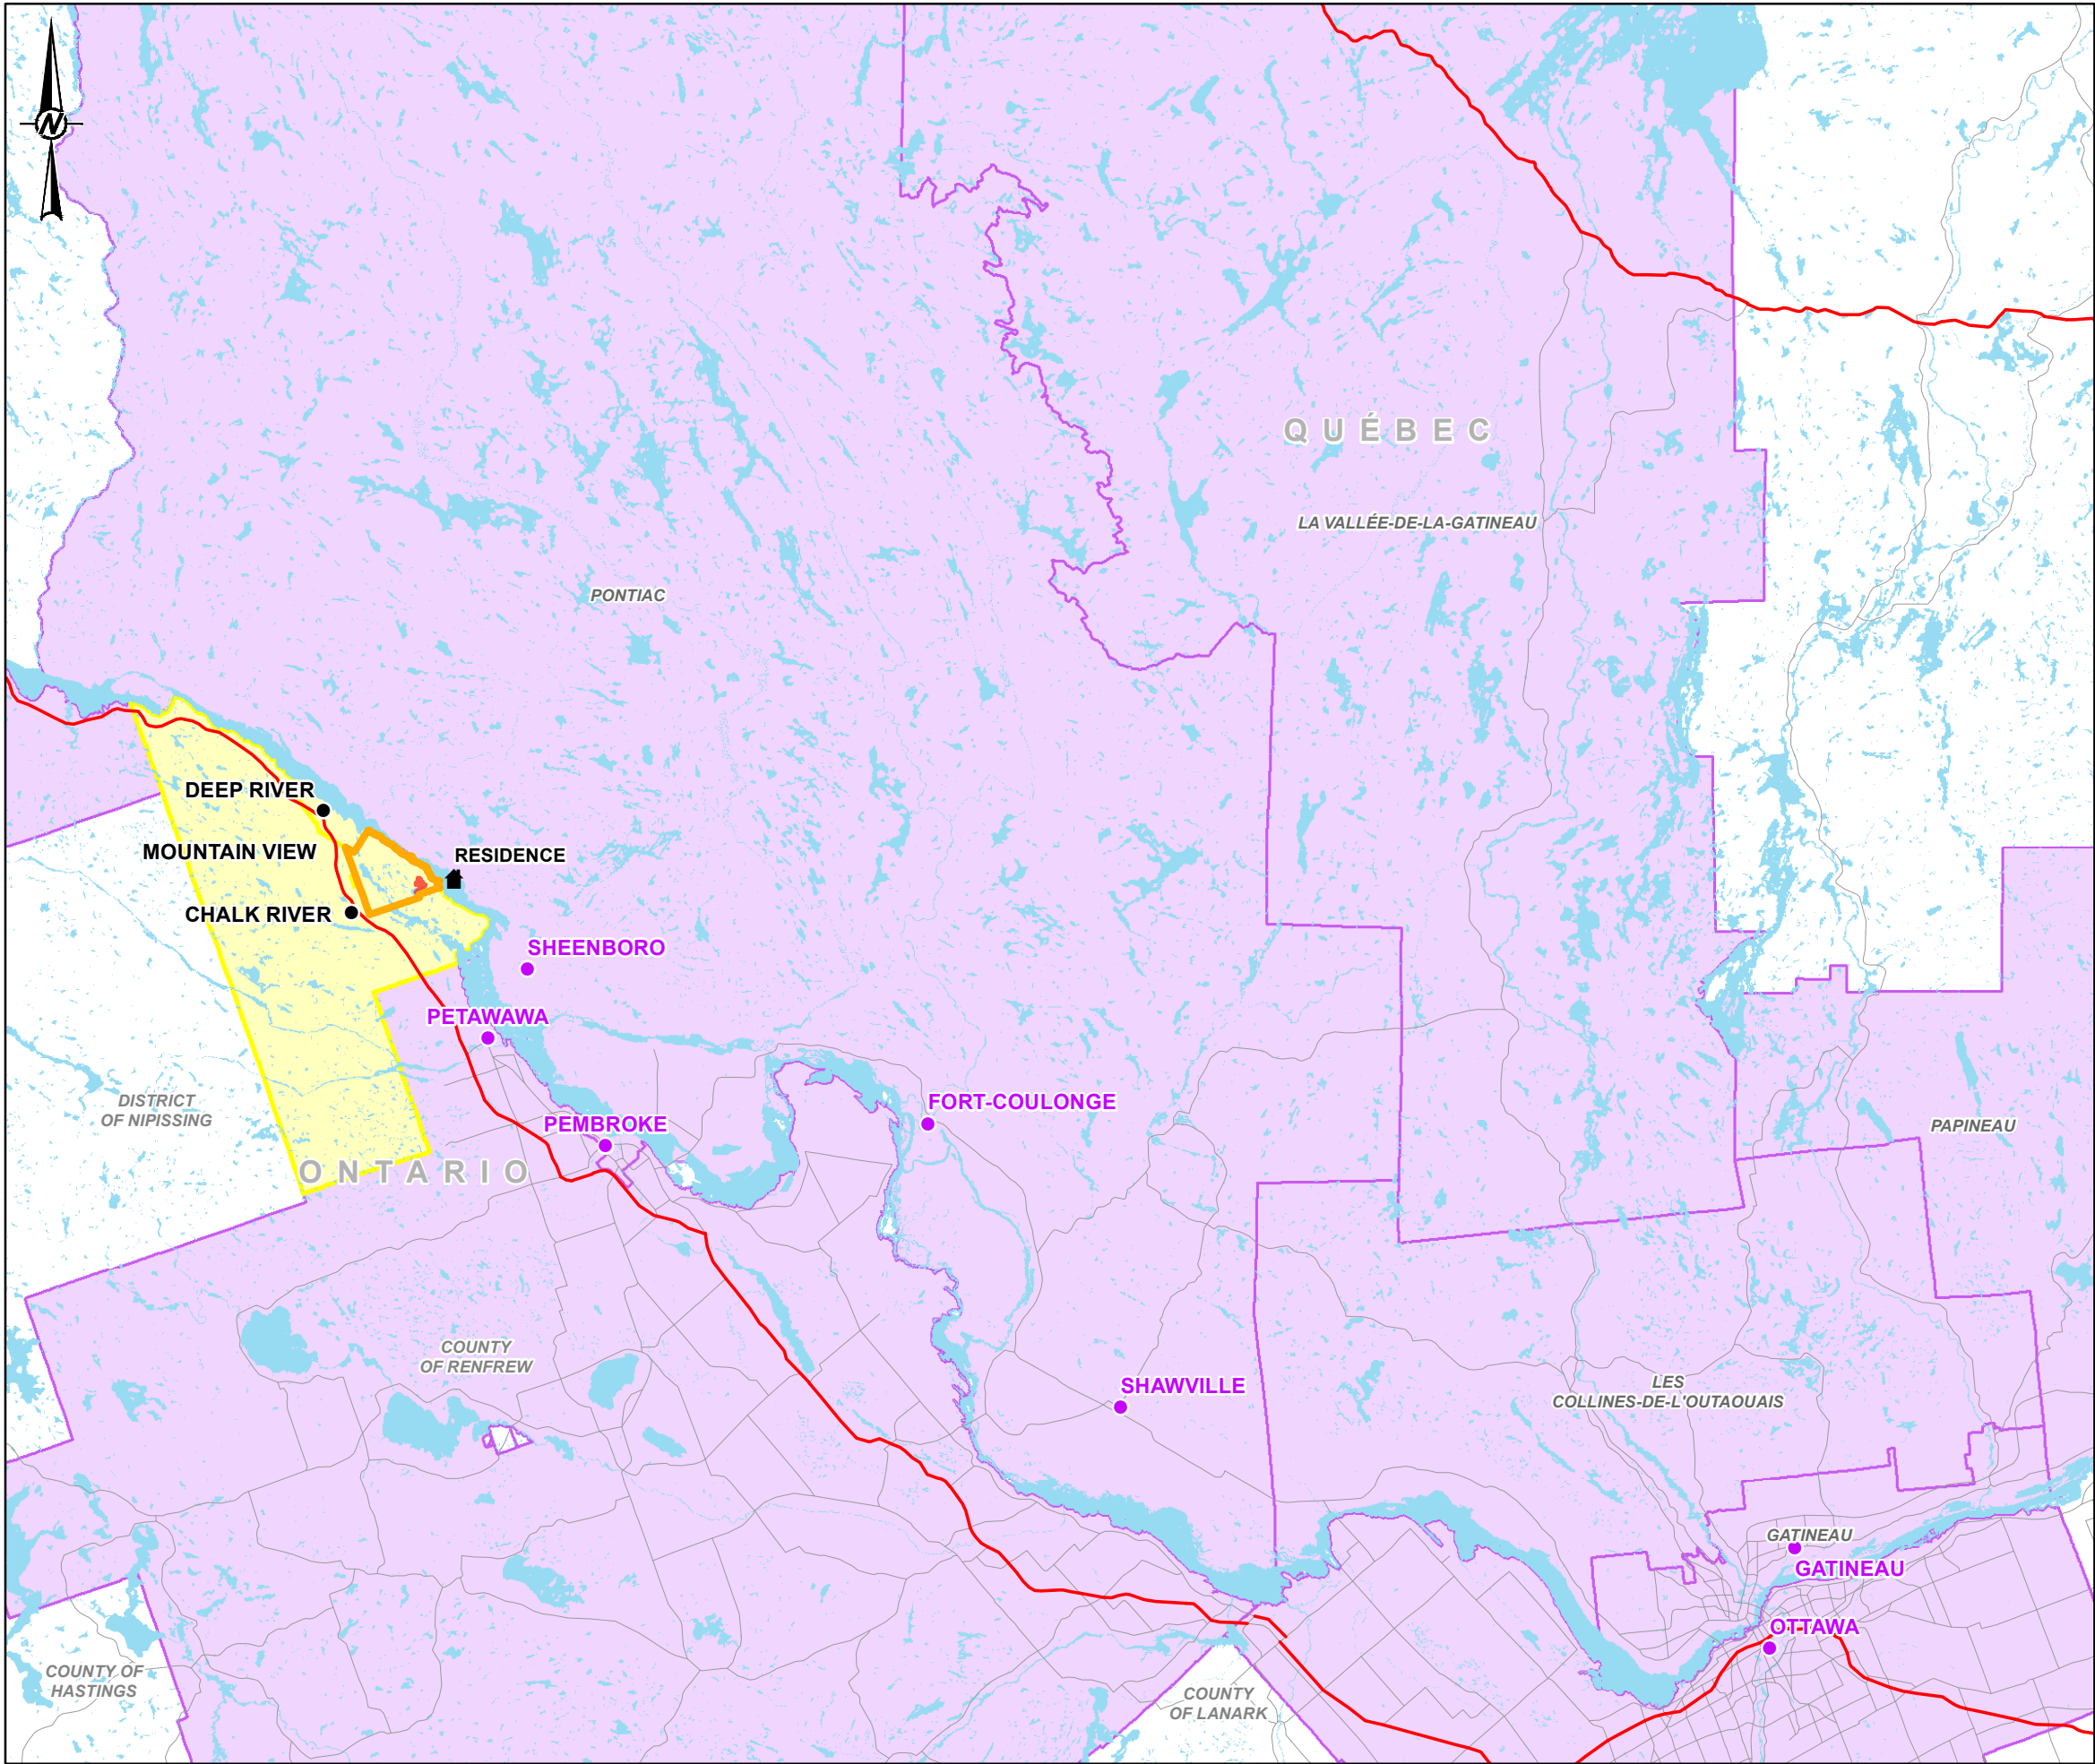 N
QUÉBEC
LA VALLÉE-DE-LA-GATINEAU
PONTIAC
DEEP RIVER
MOUNTAIN VIEW
RESIDENCE
CHALK RIVER
SHEENBORO
PETAWAWA
DISTRICT
OF NIPISSING
FORT-COULONGE
PEMBROKE
PAPINEAU
ONTARIO
COUNTY
OF RENFREW
SHAWVILLE
LES
COLLINES-DE-L'OUTAOUAIS
GATINEAU
GATINEAU
OTTAWA
COUNTY OF
HASTINGS
COUNTY
OF LANARK